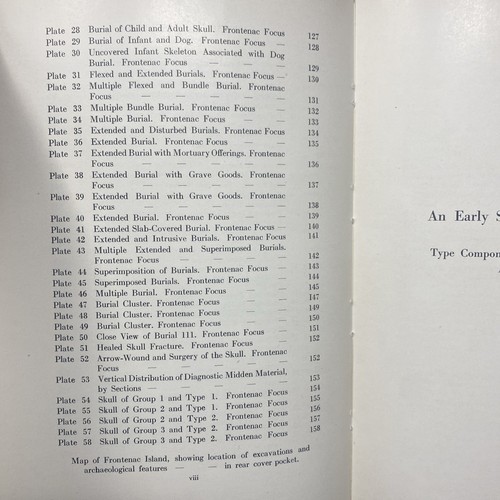 Plate 28 Burial of Child and Adult Skull. Frontenac Focus 127
Plate 29 Burial of Infant and Dog. Frontenac Focus — 128
Plate 30 Uncovered Infant Skeleton Associated with Dog
Burial. Frontenac Focus — — — 129
Plate 31 Flexed and Extended Burials. Frontenac Focus — 130
Plate 32 Multiple Flexed and Bundle Burial. Frontenac
Focus — — — — — 131
Plate 33 Multiple Bundle Burial. Frontenac Focus — 132
Plate 34 Multiple Burial. Frontenac Focus — — 133
Plate 35 Extended and Disturbed Burials. Frontenac Focus 134
Plate 36 Extended Burial. Frontenac Focus — — 135
Plate 37 Extended Burial with Mortuary Offerings. Frontenac
Focus — — — — — 136
Plate 38 Extended Burial with Grave Goods. Frontenac
Focus — — — — — 137
Plate 39 Extended Burial with Grave Goods. Frontenac
Focus — — — — — 138
Plate 40 Extended Burial. Frontenac Focus — — 139
Plate 41 Extended Slab-Covered Burial. Frontenac Focus — 140
Plate 42 Extended and Intrusive Burials. Frontenac Focus 141
Plate 43 Multiple Extended and Superimposed Burials.
Frontenac Focus — — — — 142
Plate 44 Superimposition of Burials. Frontenac Focus — 143
Plate 45 Superimposed Burials. Frontenac Focus — 144
Plate 46 Multiple Burial. Frontenac Focus — — 145
Plate 47 Burial Cluster. Frontenac Focus — — 147
Plate 48 Burial Cluster. Frontenac Focus — — 149
Plate 49 Burial Cluster. Frontenac Focus — — 150
Plate 50 Close View of Burial 111. Frontenac Focus — 151
Plate 51 Healed Skull Fracture. Frontenac Focus — 152
Plate 52 Arrow-Wound and Surgery of the Skull. Frontenac
Focus — — — — — 152
Plate 53 Vertical Distribution of Diagnostic Midden Material,
by Sections — — — — 153
Plate 54 Skull of Group 1 and Type 1. Frontenac Focus 154
Plate 55 Skull of Group 2 and Type 1. Frontenac Focus 155
Plate 56 Skull of Group 2 and Type 2. Frontenac Focus 156
Plate 57 Skull of Group 3 and Type 2. Frontenac Focus 157
Plate 58 Skull of Group 3 and Type 2. Frontenac Focus 158
Map of Frontenac Island, showing location of excavations and
archaeological features — — in rear cover pocket.
viii
An Early S
Type Compon